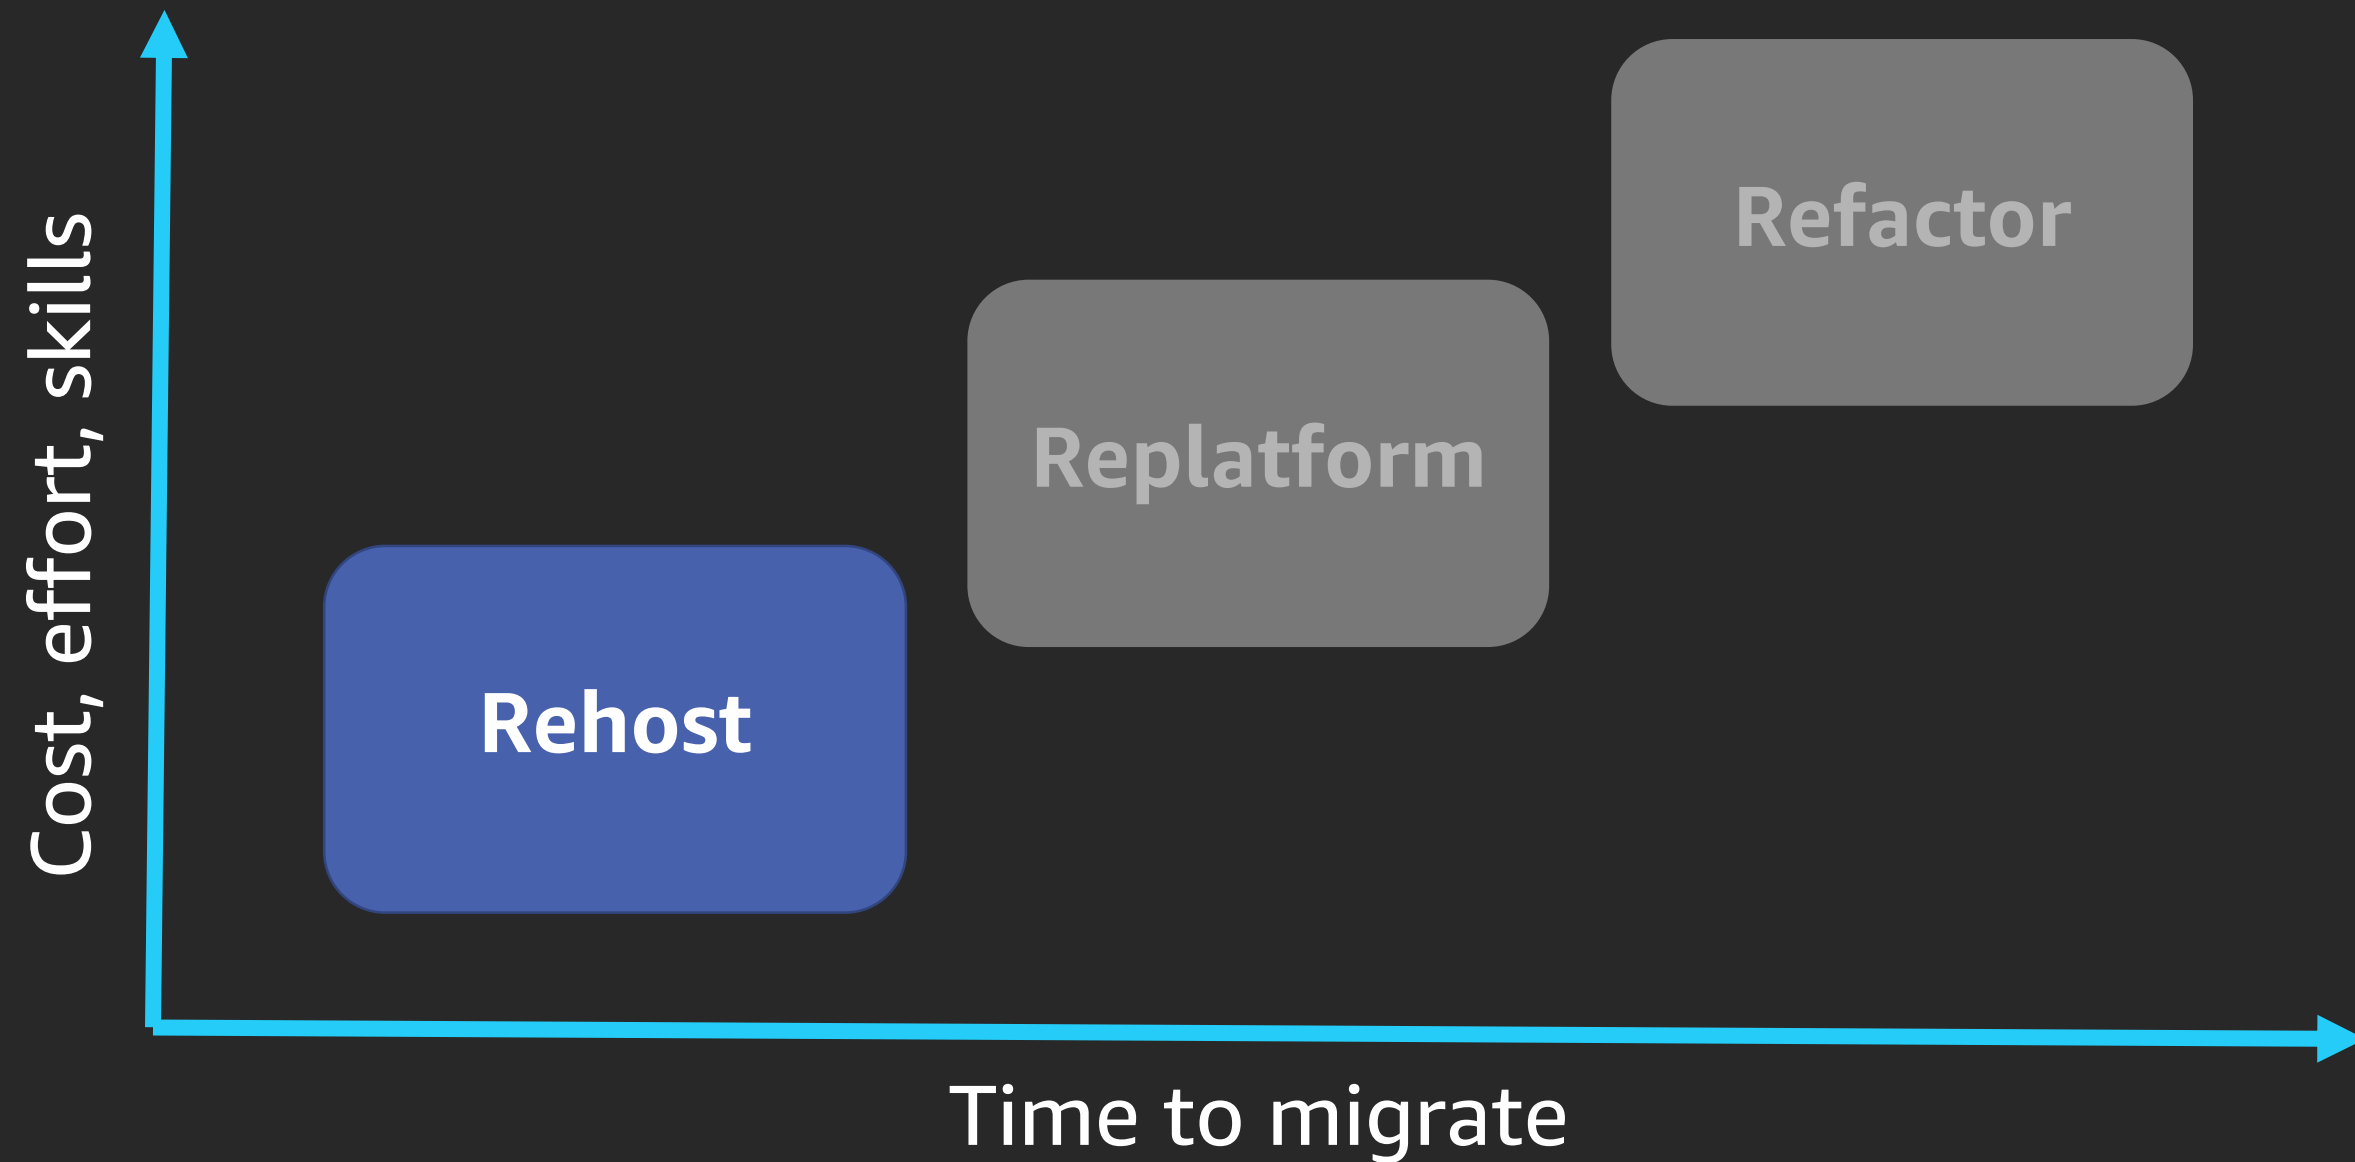 Cost, effort, skills
Refactor
Replatform
Rehost
Time to migrate